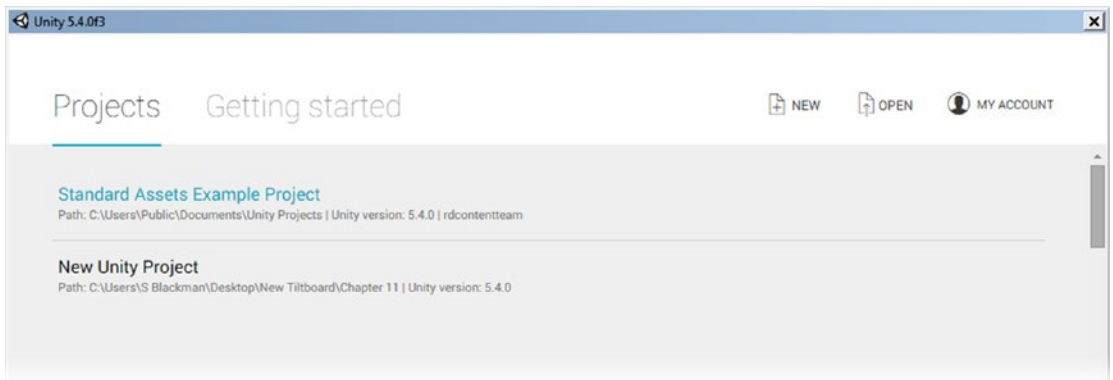 Unity 5.4.0f3
Projects Getting started NEW OPEN MY ACCOUNT
Standard Assets Example Project
Path: C:\Users\Public\Documents\Unity Projects | Unity version: 5.4.0 | rdcontentteam
New Unity Project
Path: C:\Users\S Blackman\Desktop\New Tiltboard\Chapter 11 | Unity version: 5.4.0